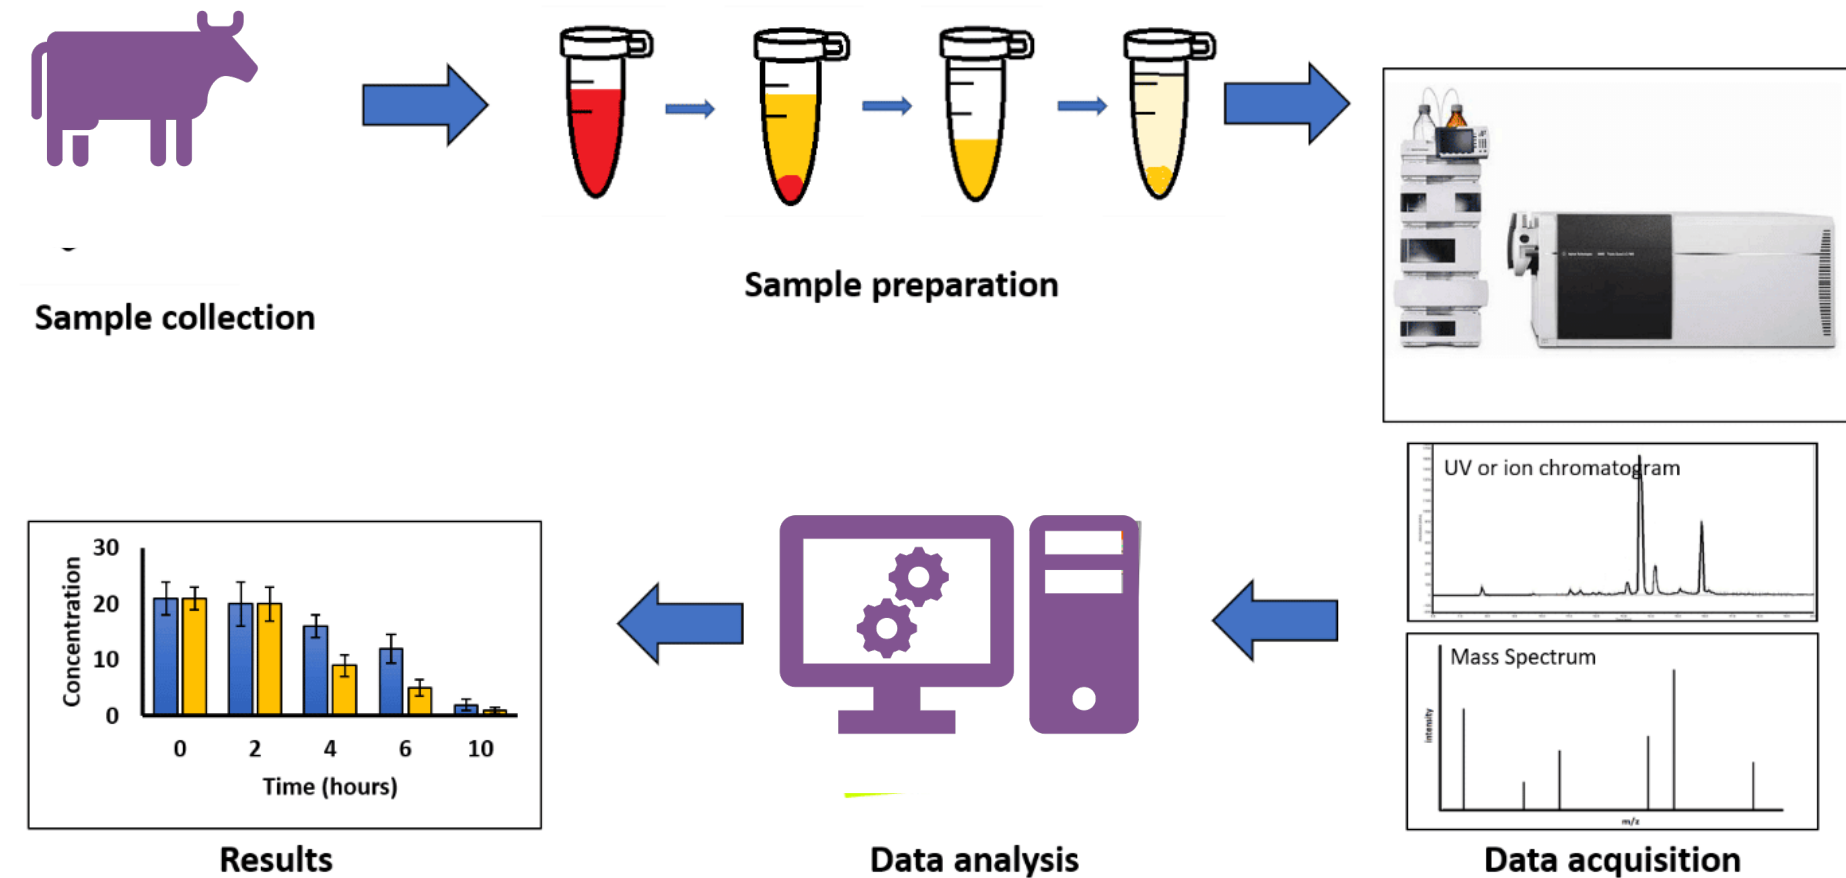 Sample collection
Sample preparation
UV or ion chromatogram
Mass Spectrum
intensity
m/z
Data acquisition
Data analysis
30
20
10
0
Concentration
0 2 4 6 10
Time (hours)
Results